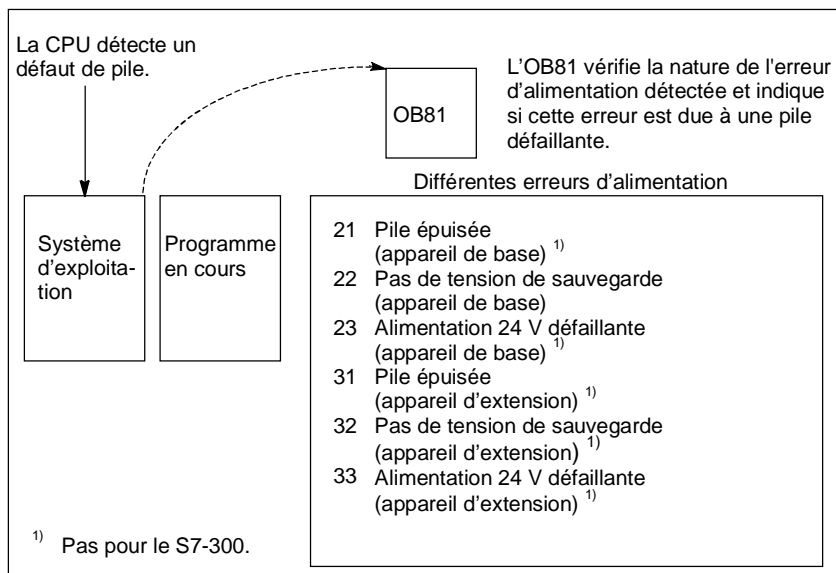 La CPU détecte un
défaut de pile.
OB81
L'OB81 vérifie la nature de l'erreur
d'alimentation détectée et indique
si cette erreur est due à une pile
défaillante.
Système
d'exploita-
tion
Programme
en cours
Différentes erreurs d'alimentation
21 Pile épuisée
(appareil de base) 1)
22 Pas de tension de sauvegarde
(appareil de base)
23 Alimentation 24 V défaillante
(appareil de base) 1)
31 Pile épuisée
(appareil d'extension) 1)
32 Pas de tension de sauvegarde
(appareil d'extension) 1)
33 Alimentation 24 V défaillante
(appareil d'extension) 1)
1) Pas pour le S7-300.